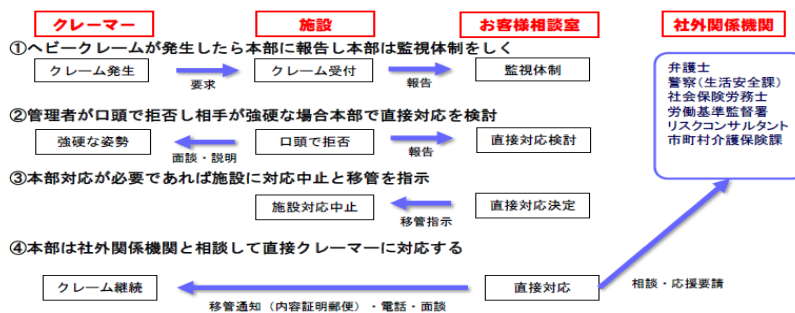 クレーマー
施設
お客様相談室
社外関係機関
①ヘビークレームが発生したら本部に報告し本部は監視体制をしく
クレーム発生
要求
クレーム受付
報告
監視体制
弁護士
警察(生活安全課)
社会保険労務士
労働基準監督署
リスクコンサルタント
市町村介護保険課
②管理者が口頭で拒否し相手が強硬な場合本部で直接対応を検討
強硬な姿勢
面談・説明
口頭で拒否
報告
直接対応検討
③本部対応が必要であれば施設に対応中止と移管を指示
施設対応中止
移管指示
直接対応決定
④本部は社外関係機関と相談して直接クレーマーに対応する
クレーム継続
移管通知(内容証明郵便)・電話・面談
直接対応
相談・応援要請